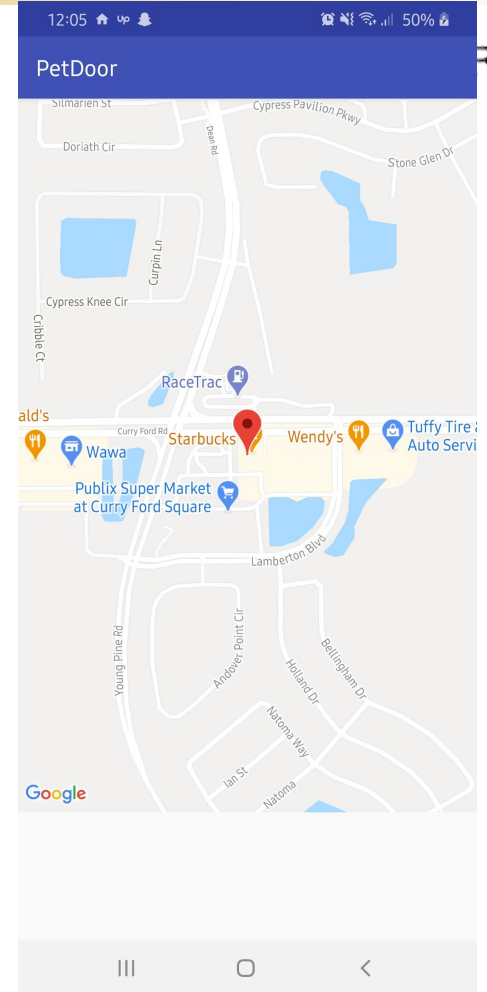 12:05 UP 50%
PetDoor
Silmarien St
Cypress Pavilion Pkwy
Dean Rd
Doriath Cir
Stone Glen Dr
Curpin Ln
Cypress Knee Cir
Cribble Ct
RaceTrac
ald's
Curry Ford Rd
Starbucks
Wendy's
Tuffy Tire &
Auto Servi
Wawa
Publix Super Market
at Curry Ford Square
Lamberton Blvd
Andover Point Cir
Young Pine Rd
Bellingham Dr
Holland Dr
Natoma Way
Ian St
Natoma
Google